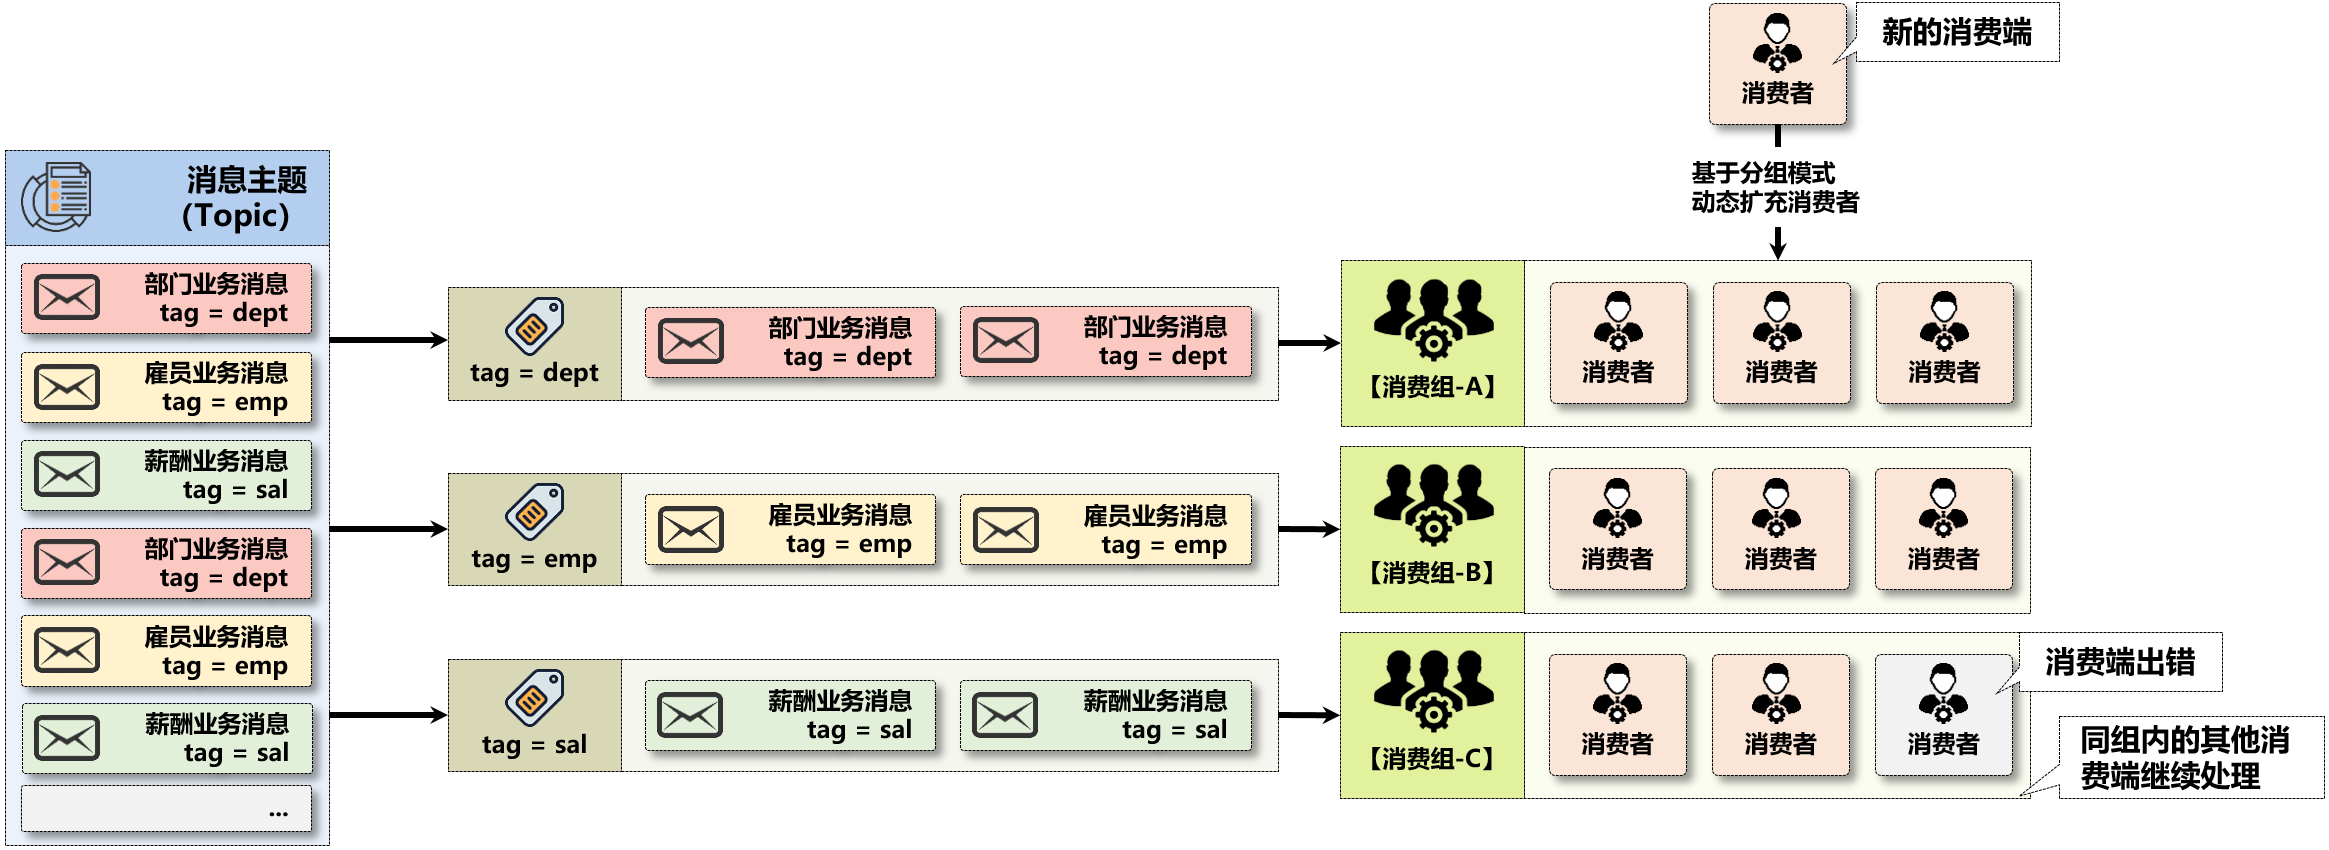 新的消费端
消费者
基于分组模式
动态扩充消费者
消息主题
(Topic)
部门业务消息
tag = dept
雇员业务消息
tag = emp
薪酬业务消息
tag = sal
部门业务消息
tag = dept
雇员业务消息
tag = emp
薪酬业务消息
tag = sal
...
tag = dept
部门业务消息
tag = dept
部门业务消息
tag = dept
【消费组-A】
消费者
消费者
消费者
tag = emp
雇员业务消息
tag = emp
雇员业务消息
tag = emp
【消费组-B】
消费者
消费者
消费者
tag = sal
薪酬业务消息
tag = sal
薪酬业务消息
tag = sal
【消费组-C】
消费者
消费者
消费者
消费端出错
同组内的其他消
费端继续处理